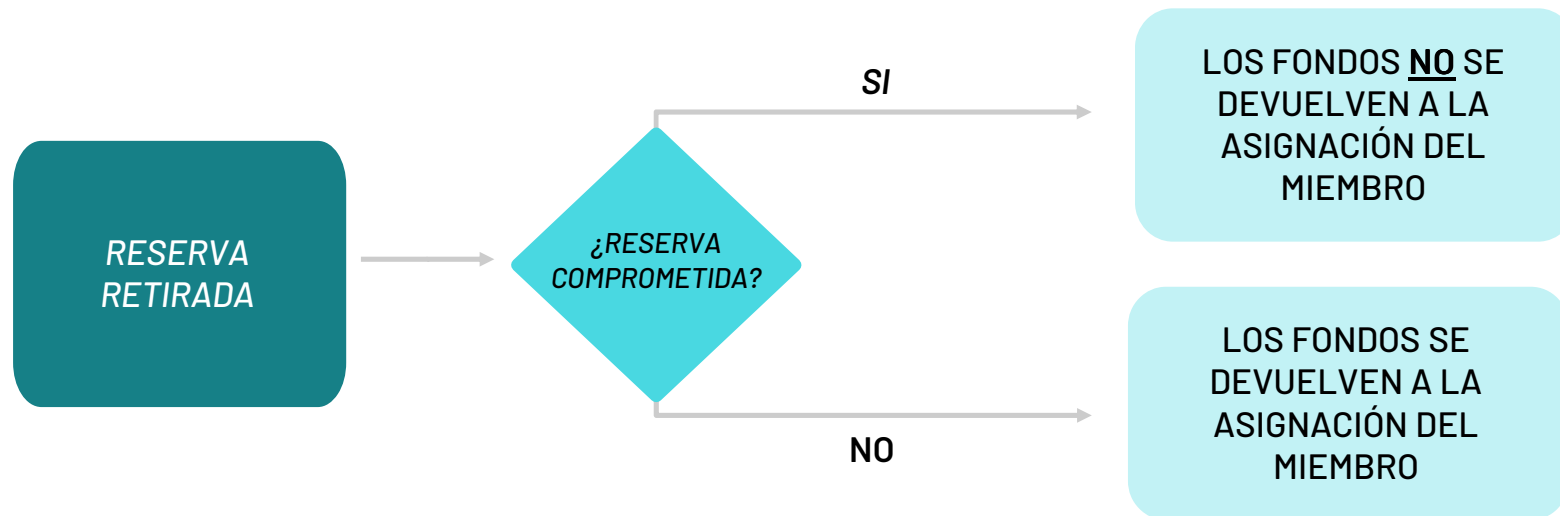 RESERVA
RETIRADA
¿RESERVA
COMPROMETIDA?
SI
LOS FONDOS NO SE
DEVUELVEN A LA
ASIGNACIÓN DEL
MIEMBRO
NO
LOS FONDOS SE
DEVUELVEN A LA
ASIGNACIÓN DEL
MIEMBRO